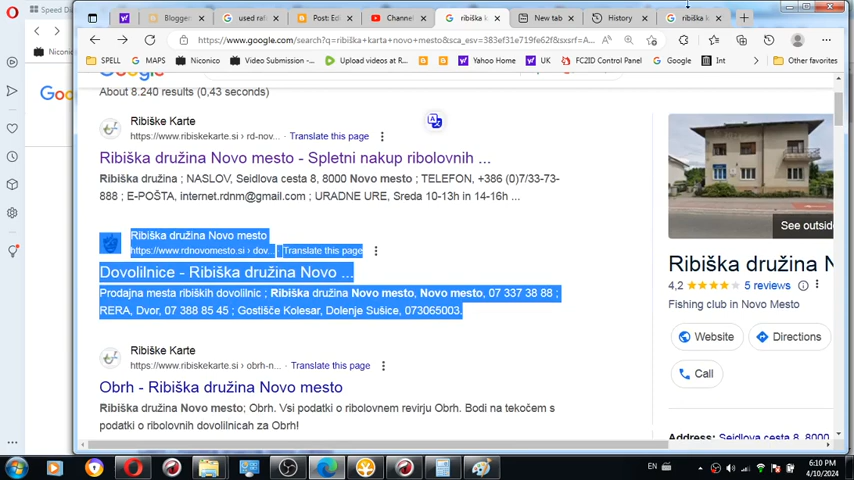 Speed Dial
Blogge
used raf
Post: Edi
Channel
ribiška k
New tab
History
ribiška k
https://www.google.com/search?q=ribiška+karta+novo+mesto&sca_esv=383ef31e719fe62f&sxsrf=A...
SPELL
MAPS
Niconico
Video Submission -...
Upload videos at R...
Yahoo Home
UK
FC2ID Control Panel
Google
Int
Other favorites
Niconic
Goo
Google
About 8.240 results (0,43 seconds)
Ribiške Karte
https://www.ribiskekarte.si › rd-nov... · Translate this page
Ribiška družina Novo mesto - Spletni nakup ribolovnih ...
Ribiška družina ; NASLOV, Seidlova cesta 8, 8000 Novo mesto ; TELEFON, +386 (0)7/33-73-
888 ; E-POŠTA, internet.rdnm@gmail.com ; URADNE URE, Sreda 10-13h in 14-16h ...
Ribiška družina Novo mesto
https://www.rdnovomesto.si › dov... · Translate this page
Dovolilnice - Ribiška družina Novo ...
Prodajna mesta ribiških dovolilnic ; Ribiška družina Novo mesto, Novo mesto, 07 337 38 88 ;
RERA, Dvor, 07 388 85 45 ; Gostišče Kolesar, Dolenje Sušice, 073065003.
Ribiške Karte
https://www.ribiskekarte.si › obrh-n... · Translate this page
Obrh - Ribiška družina Novo mesto
Ribiška družina Novo mesto; Obrh. Vsi podatki o ribolovnem revirju Obrh. Bodi na tekočem s
podatki o ribolovnih dovolilnicah za Obrh!
See outside
Ribiška družina N
4,2 5 reviews
Fishing club in Novo Mesto
Website
Directions
Call
Address: Seidlova cesta 8, 8000
EN
6:10 PM
4/10/2024